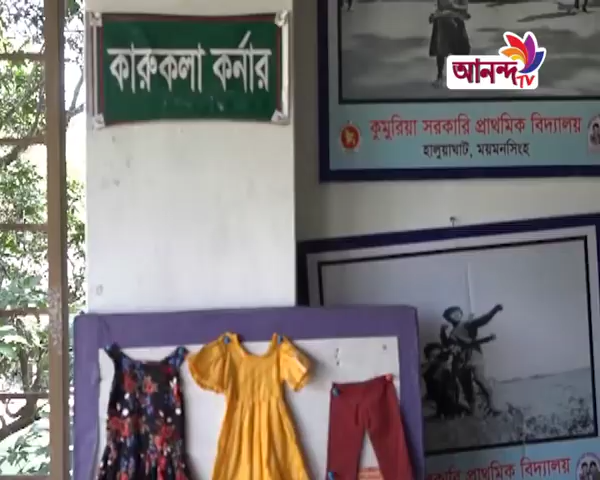 কারুকলা কর্নার
আনন্দ
TV
কুমুরিয়া সরকারি প্রাথমিক বিদ্যালয়
হালুয়াঘাট, ময়মনসিংহ
প্রাথমিক বিদ্যালয়